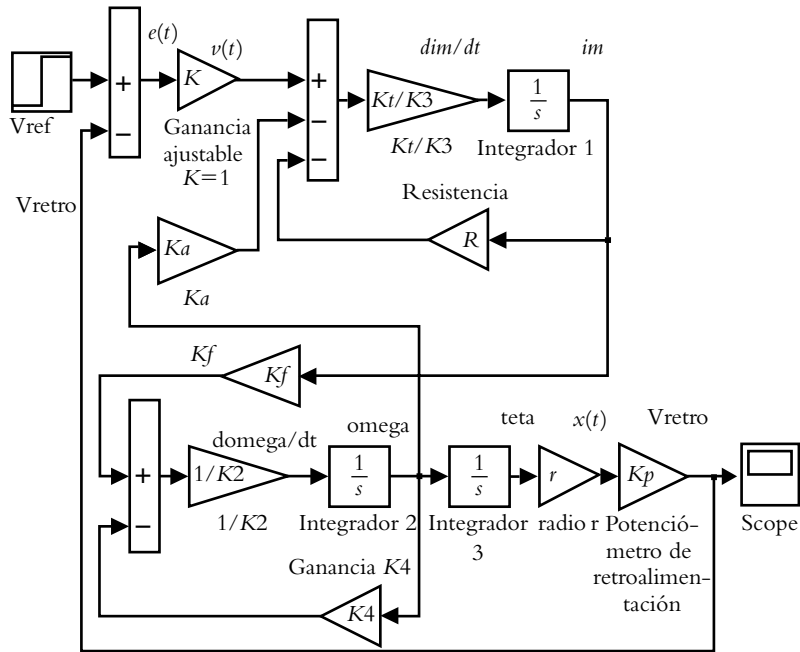 e(t)
v(t)
dim/dt
im
+
−
K
+
−
−
Kt/K3
1
s
Vref
Ganancia
ajustable
K=1
Kt/K3
Integrador 1
Vretro
Resistencia
R
Ka
Ka
Kf
Kf
omega
teta
x(t)
Vretro
domega/dt
+
−
1/K2
1
s
1
s
r
Kp
1/K2
Integrador 2
Integrador
3
radio r
Potenció-
metro de
retroalimen-
tación
Scope
Ganancia K4
K4